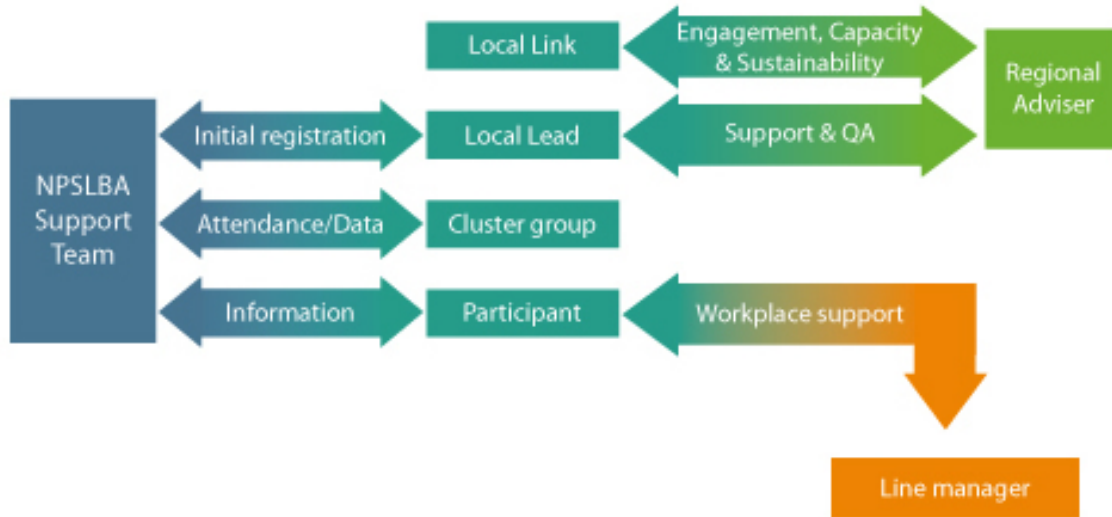 Local Link
Engagement, Capacity
& Sustainability
Regional
Adviser
NPSLBA
Support
Team
Initial registration
Local Lead
Support & QA
Attendance/Data
Cluster group
Information
Participant
Workplace support
Line manager